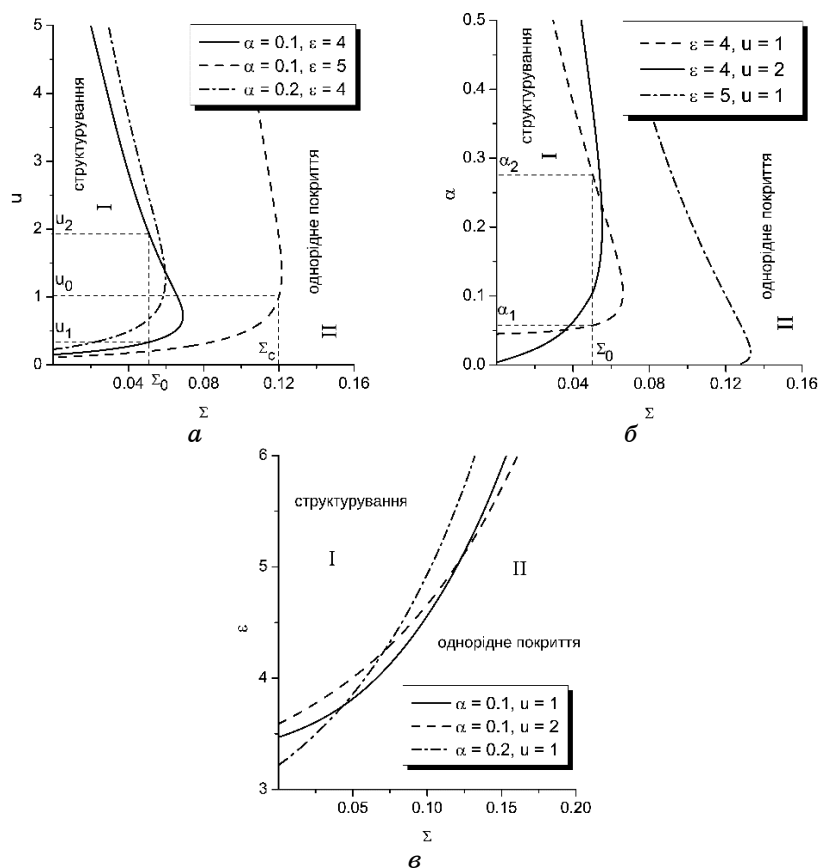 5
4
3
2
1
0
u
u₂
u₀
u₁
структурування
I
α = 0.1, ε = 4
α = 0.1, ε = 5
α = 0.2, ε = 4
однорідне покриття
II
Σc
0.04
Σ₀
0.08
0.12
0.16
Σ
а
0.5
0.4
0.3
0.2
0.1
0.0
α
α₂
α₁
структурування
I
ε = 4, u = 1
ε = 4, u = 2
ε = 5, u = 1
однорідне покриття
II
Σ₀
0.04
0.08
0.12
0.16
Σ
б
6
5
4
3
ε
структурування
I
II
однорідне покриття
α = 0.1, u = 1
α = 0.1, u = 2
α = 0.2, u = 1
0.05
0.10
0.15
0.20
Σ
в